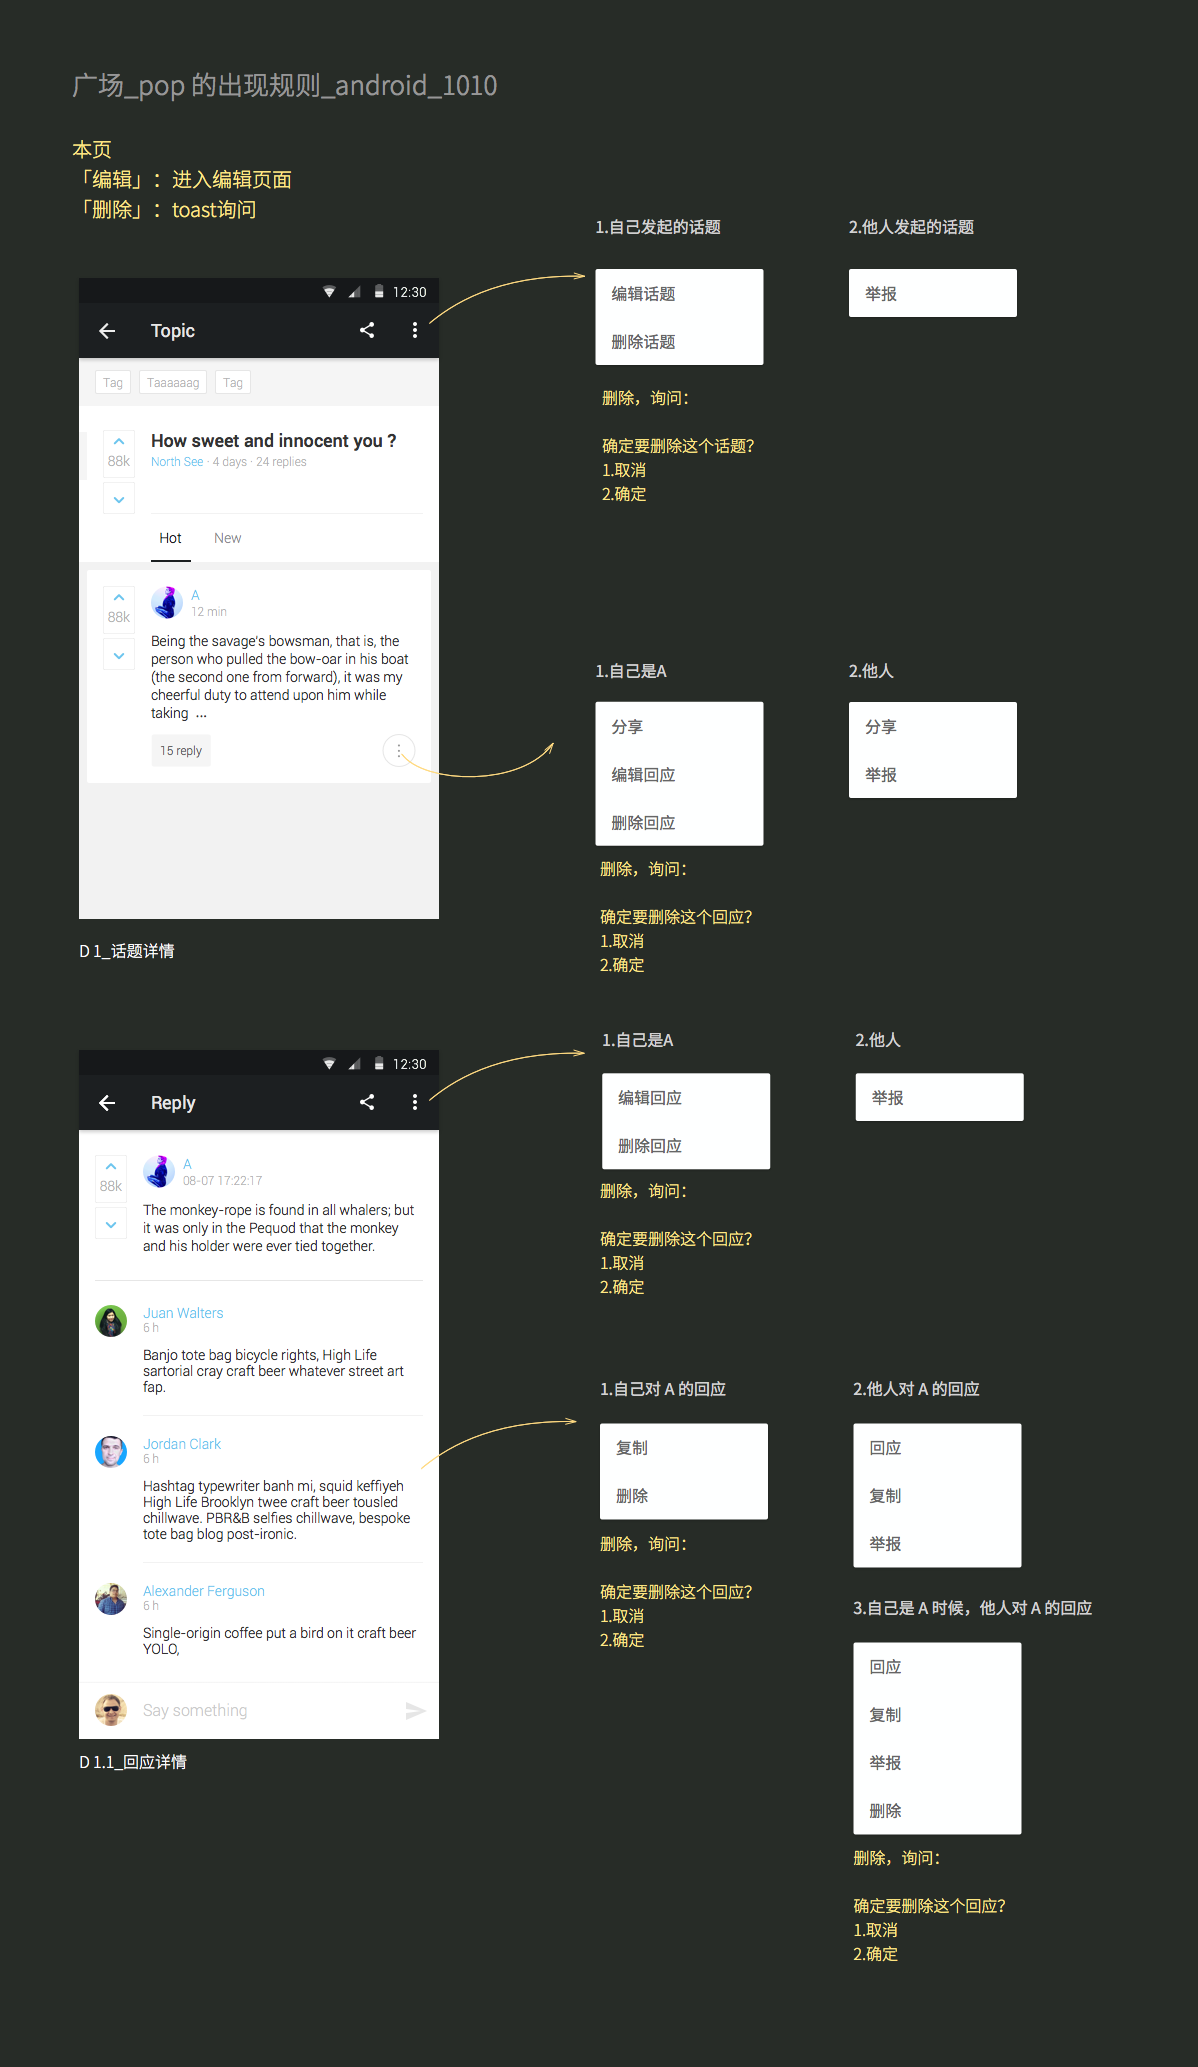 广场_pop 的出现规则_android_1010
本页
「编辑」：进入编辑页面
「删除」：toast询问
1.自己发起的话题
2.他人发起的话题
编辑话题
删除话题
举报
删除，询问：
确定要删除这个话题？
1.取消
2.确定
12:30
Topic
Tag
Taaaaaag
Tag
88k
How sweet and innocent you ?
North See · 4 days · 24 replies
Hot
New
88k
A
12 min
Being the savage's bowsman, that is, the
person who pulled the bow-oar in his boat
(the second one from forward), it was my
cheerful duty to attend upon him while
taking ...
15 reply
D 1_话题详情
1.自己是A
2.他人
分享
编辑回应
删除回应
分享
举报
删除，询问：
确定要删除这个回应？
1.取消
2.确定
12:30
Reply
88k
A
08-07 17:22:17
The monkey-rope is found in all whalers; but
it was only in the Pequod that the monkey
and his holder were ever tied together.
Juan Walters
6 h
Banjo tote bag bicycle rights, High Life
sartorial cray craft beer whatever street art
fap.
Jordan Clark
6 h
Hashtag typewriter banh mi, squid keffiyeh
High Life Brooklyn twee craft beer tousled
chillwave. PBR&B selfies chillwave, bespoke
tote bag blog post-ironic.
Alexander Ferguson
6 h
Single-origin coffee put a bird on it craft beer
YOLO,
Say something
D 1.1_回应详情
1.自己是A
2.他人
编辑回应
删除回应
举报
删除，询问：
确定要删除这个回应？
1.取消
2.确定
1.自己对 A 的回应
2.他人对 A 的回应
复制
删除
回应
复制
举报
删除，询问：
确定要删除这个回应？
1.取消
2.确定
3.自己是 A 时候，他人对 A 的回应
回应
复制
举报
删除
删除，询问：
确定要删除这个回应？
1.取消
2.确定